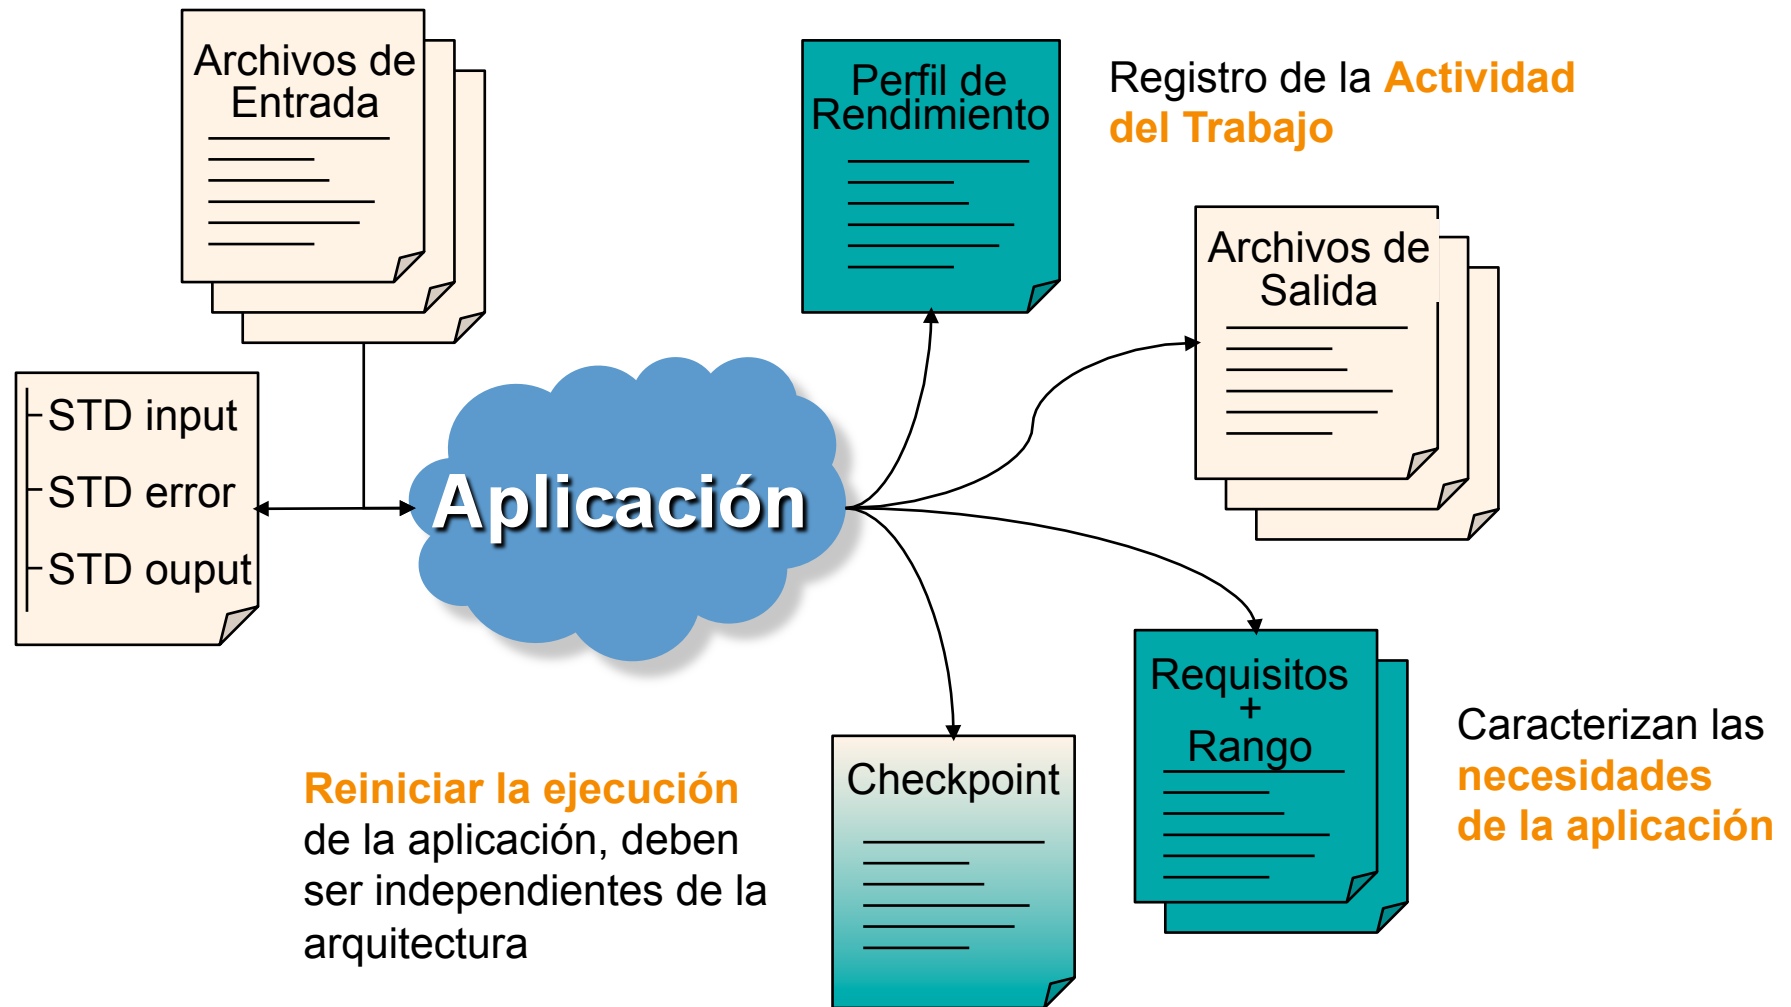 Archivos de
Entrada
Perfil de
Rendimiento
Registro de la Actividad
del Trabajo
Archivos de
Salida
STD input
STD error
STD ouput
Aplicación
Requisitos
+
Rango
Caracterizan las
necesidades
de la aplicación
Checkpoint
Reiniciar la ejecución
de la aplicación, deben
ser independientes de la
arquitectura